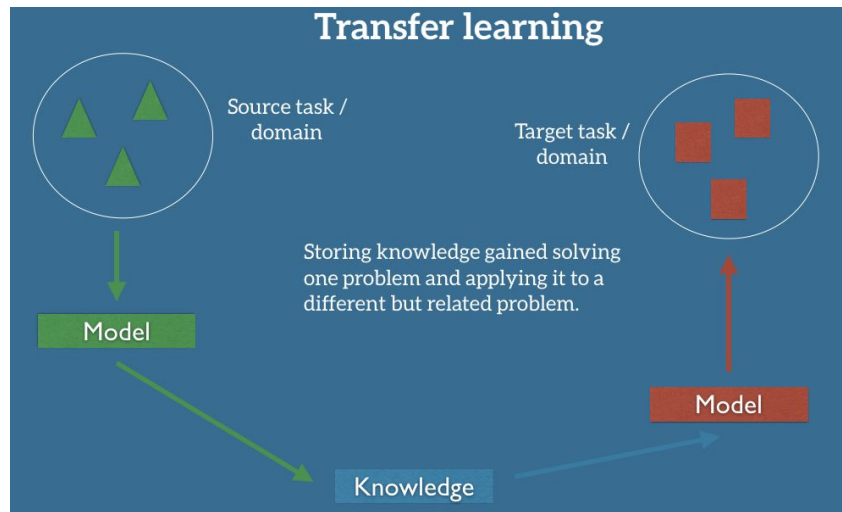 Transfer learning
Source task /
domain
Target task /
domain
Storing knowledge gained solving
one problem and applying it to a
different but related problem.
Model
Model
Knowledge